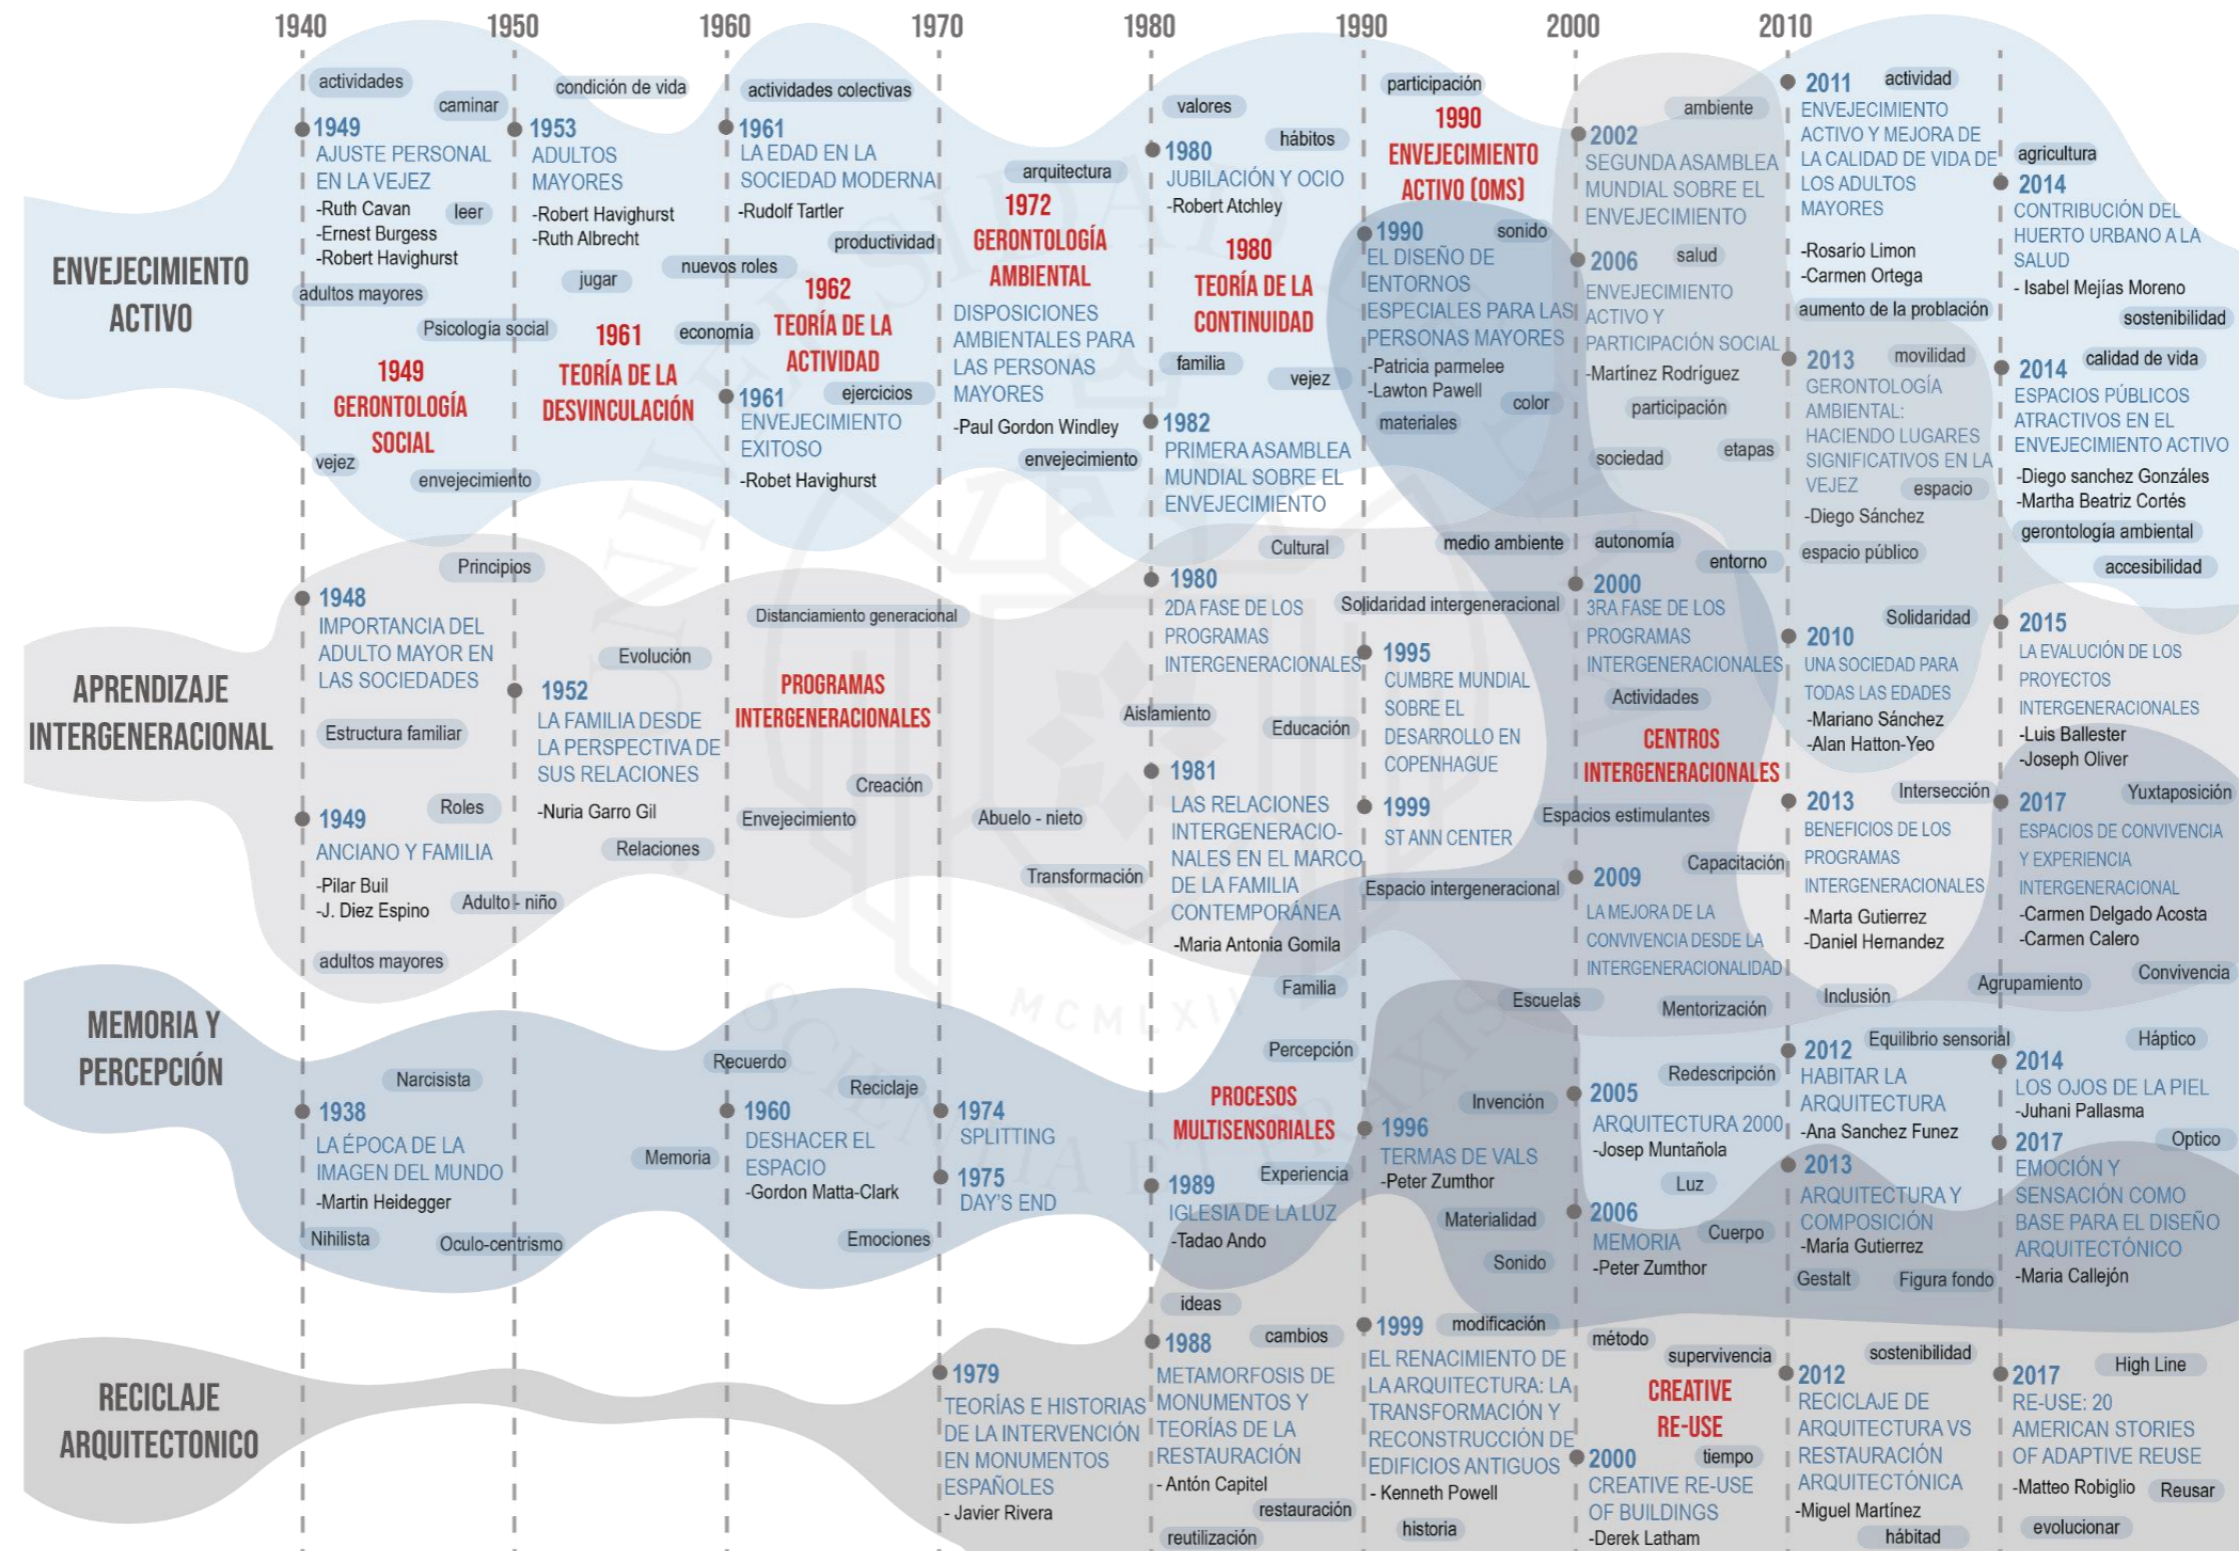 1940
1950
1960
1970
1980
1990
2000
2010
ENVEJECIMIENTO
ACTIVO
actividades
caminar
1949
AJUSTE PERSONAL
EN LA VEJEZ
-Ruth Cavan
leer
-Ernest Burgess
-Robert Havighurst
adultos mayores
Psicología social
1949
GERONTOLOGÍA
SOCIAL
vejez
envejecimiento
condición de vida
1953
ADULTOS
MAYORES
-Robert Havighurst
-Ruth Albrecht
jugar
nuevos roles
1961
TEORÍA DE LA
DESVINCULACIÓN
economía
actividades colectivas
1961
LA EDAD EN LA
SOCIEDAD MODERNA
-Rudolf Tartler
productividad
1962
TEORÍA DE LA
ACTIVIDAD
ejercicios
1961
ENVEJECIMIENTO
EXITOSO
-Robet Havighurst
arquitectura
1972
GERONTOLOGÍA
AMBIENTAL
DISPOSICIONES
AMBIENTALES PARA
LAS PERSONAS
MAYORES
-Paul Gordon Windley
envejecimiento
valores
hábitos
1980
JUBILACIÓN Y OCIO
-Robert Atchley
1980
TEORÍA DE LA
CONTINUIDAD
familia
vejez
1982
PRIMERA ASAMBLEA
MUNDIAL SOBRE EL
ENVEJECIMIENTO
participación
1990
ENVEJECIMIENTO
ACTIVO (OMS)
1990
sonido
EL DISEÑO DE
ENTORNOS
ESPECIALES PARA LAS
PERSONAS MAYORES
-Patricia parmelee
-Lawton Pawell
color
materiales
ambiente
2002
SEGUNDA ASAMBLEA
MUNDIAL SOBRE EL
ENVEJECIMIENTO
2006
salud
ENVEJECIMIENTO
ACTIVO Y
PARTICIPACIÓN SOCIAL
-Martínez Rodríguez
participación
etapas
sociedad
2011
actividad
ENVEJECIMIENTO
ACTIVO Y MEJORA DE
LA CALIDAD DE VIDA DE
LOS ADULTOS
MAYORES
-Rosario Limon
-Carmen Ortega
aumento de la próblación
2013
movilidad
GERONTOLOGÍA
AMBIENTAL:
HACIENDO LUGARES
SIGNIFICATIVOS EN LA
VEJEZ
espacio
-Diego Sánchez
espacio público
agricultura
2014
CONTRIBUCIÓN DEL
HUERTO URBANO A LA
SALUD
- Isabel Mejías Moreno
sostenibilidad
2014
calidad de vida
ESPACIOS PÚBLICOS
ATRACTIVOS EN EL
ENVEJECIMIENTO ACTIVO
-Diego sanchez Gonzáles
-Martha Beatriz Cortés
gerontología ambiental
accesibilidad
APRENDIZAJE
INTERGENERACIONAL
Principios
1948
IMPORTANCIA DEL
ADULTO MAYOR EN
LAS SOCIEDADES
Estructura familiar
Roles
1949
ANCIANO Y FAMILIA
-Pilar Buil
-J. Diez Espino
Adulto - niño
adultos mayores
Evolución
1952
LA FAMILIA DESDE
LA PERSPECTIVA DE
SUS RELACIONES
-Nuria Garro Gil
Relaciones
Distanciamiento generacional
PROGRAMAS
INTERGENERACIONALES
Creación
Envejecimiento
Abuelo - nieto
Transformación
Cultural
1980
2DA FASE DE LOS
PROGRAMAS
INTERGENERACIONALES
Aislamiento
Educación
1981
LAS RELACIONES
INTERGENERACIO-
NALES EN EL MARCO
DE LA FAMILIA
CONTEMPORÁNEA
-Maria Antonia Gomila
Familia
medio ambiente
Solidaridad intergeneracional
1995
CUMBRE MUNDIAL
SOBRE EL
DESARROLLO EN
COPENHAGUE
1999
ST ANN CENTER
Espacio intergeneracional
Escuelas
autonomía
entorno
2000
3RA FASE DE LOS
PROGRAMAS
INTERGENERACIONALES
Actividades
CENTROS
INTERGENERACIONALES
Espacios estimulantes
Capacitación
2009
LA MEJORA DE LA
CONVIVENCIA DESDE LA
INTERGENERACIONALIDAD
Mentorización
Solidaridad
2010
UNA SOCIEDAD PARA
TODAS LAS EDADES
-Mariano Sánchez
-Alan Hatton-Yeo
Intersección
2013
BENEFICIOS DE LOS
PROGRAMAS
INTERGENERACIONALES
-Marta Gutierrez
-Daniel Hernandez
Inclusión
2015
LA EVALUCIÓN DE LOS
PROYECTOS
INTERGENERACIONALES
-Luis Ballester
-Joseph Oliver
Yuxtaposición
2017
ESPACIOS DE CONVIVENCIA
Y EXPERIENCIA
INTERGENERACIONAL
-Carmen Delgado Acosta
-Carmen Calero
Convivencia
Agrupamiento
MEMORIA Y
PERCEPCIÓN
Narcisista
1938
LA ÉPOCA DE LA
IMAGEN DEL MUNDO
-Martin Heidegger
Nihilista
Oculo-centrismo
Memoria
Recuerdo
Reciclaje
1960
DESHACER EL
ESPACIO
-Gordon Matta-Clark
Emociones
1974
SPLITTING
1975
DAY'S END
Percepción
PROCESOS
MULTISENSORIALES
Experiencia
1989
IGLESIA DE LA LUZ
-Tadao Ando
Invención
1996
TERMAS DE VALS
-Peter Zumthor
Materialidad
Sonido
Redescripción
2005
ARQUITECTURA 2000
-Josep Muntañola
Luz
2006
Cuerpo
MEMORIA
-Peter Zumthor
Equilibrio sensorial
2012
HABITAR LA
ARQUITECTURA
-Ana Sanchez Funez
2013
ARQUITECTURA Y
COMPOSICIÓN
-María Gutierrez
Gestalt
Figura fondo
Háptico
2014
LOS OJOS DE LA PIEL
-Juhani Pallasma
Optico
2017
EMOCIÓN Y
SENSACIÓN COMO
BASE PARA EL DISEÑO
ARQUITECTÓNICO
-Maria Callejón
RECICLAJE
ARQUITECTONICO
1979
TEORÍAS E HISTORIAS
DE LA INTERVENCIÓN
EN MONUMENTOS
ESPAÑOLES
- Javier Rivera
ideas
cambios
1988
METAMORFOSIS DE
MONUMENTOS Y
TEORÍAS DE LA
RESTAURACIÓN
- Antón Capitel
restauración
reutilización
1999
modificación
EL RENACIMIENTO DE
LA ARQUITECTURA: LA
TRANSFORMACIÓN Y
RECONSTRUCCIÓN DE
EDIFICIOS ANTIGUOS
- Kenneth Powell
historia
método
supervivencia
CREATIVE
RE-USE
2000
tiempo
CREATIVE RE-USE
OF BUILDINGS
-Derek Latham
sostenibilidad
2012
RECICLAJE DE
ARQUITECTURA VS
RESTAURACIÓN
ARQUITECTÓNICA
-Miguel Martínez
hábitad
High Line
2017
RE-USE: 20
AMERICAN STORIES
OF ADAPTIVE REUSE
-Matteo Robiglio
Reusar
evolucionar
MCMLXII